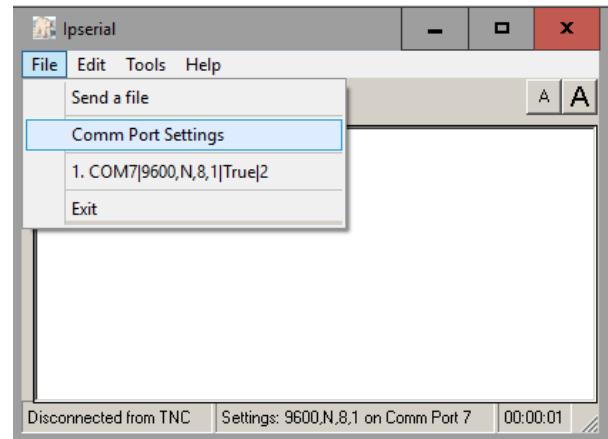 Ipserial
File Edit Tools Help
Send a file
A A
Comm Port Settings
1. COM7|9600,N,8,1|True|2
Exit
Disconnected from TNC Settings: 9600,N,8,1 on Comm Port 7 00:00:01